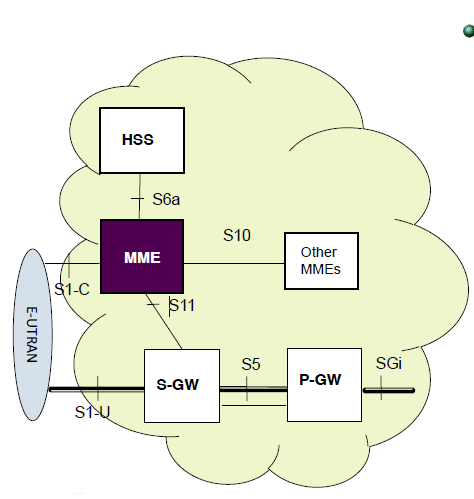 HSS
S6a
S10
MME
Other
MMEs
S1-C
S11
E-UTRAN
S5
SGi
S-GW
P-GW
S1-U